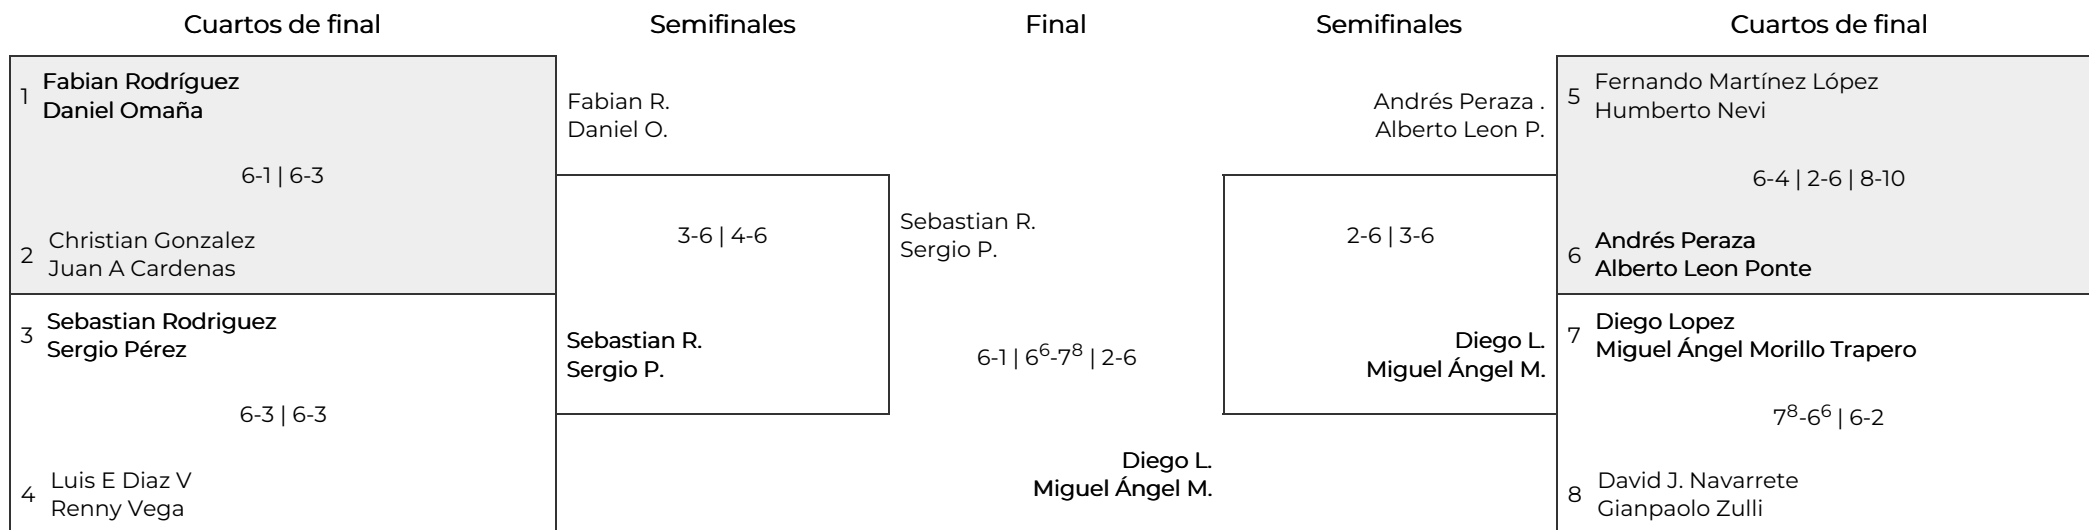 Cuartos de final
Semifinales
Final
Semifinales
Cuartos de final
1
Fabian Rodríguez
Daniel Omaña
6-1 | 6-3
2
Christian Gonzalez
Juan A Cardenas
3
Sebastian Rodriguez
Sergio Pérez
6-3 | 6-3
4
Luis E Diaz V
Renny Vega
Fabian R.
Daniel O.
3-6 | 4-6
Sebastian R.
Sergio P.
Sebastian R.
Sergio P.
6-1 | 6⁶-7⁸ | 2-6
Diego L.
Miguel Ángel M.
Andrés Peraza .
Alberto Leon P.
2-6 | 3-6
Diego L.
Miguel Ángel M.
5
Fernando Martínez López
Humberto Nevi
6-4 | 2-6 | 8-10
6
Andrés Peraza
Alberto Leon Ponte
7
Diego Lopez
Miguel Ángel Morillo Trapero
7⁸-6⁶ | 6-2
8
David J. Navarrete
Gianpaolo Zulli